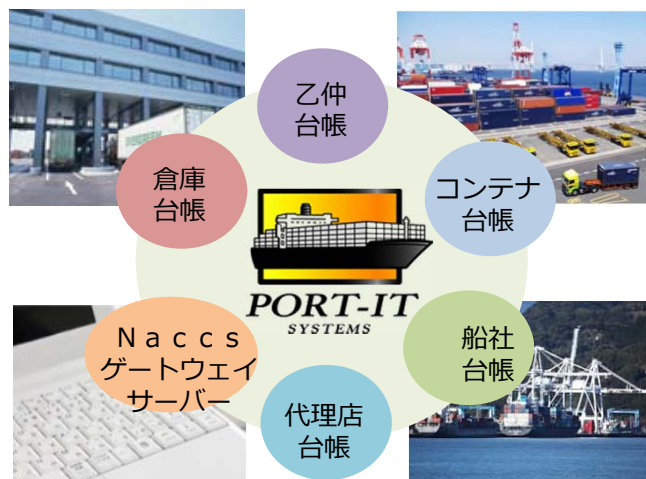 乙仲
台帳
倉庫
台帳
コンテナ
台帳
PORT-IT
SYSTEMS
Ｎａｃｃｓ
ゲートウェイ
サーバー
船社
台帳
代理店
台帳